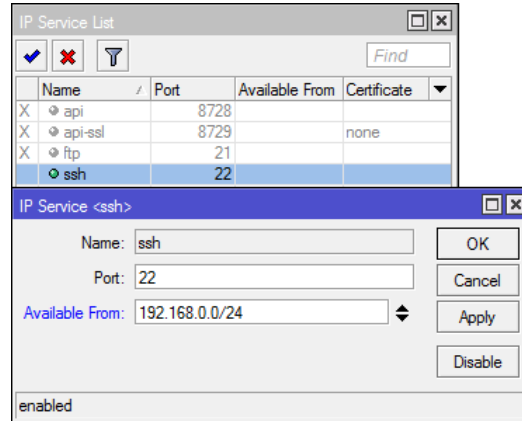 IP Service List
Find
Name Port Available From Certificate
X api 8728
X api-ssl 8729 none
X ftp 21
ssh 22
IP Service <ssh>
Name: ssh OK
Port: 22 Cancel
Available From: 192.168.0.0/24 Apply
Disable
enabled